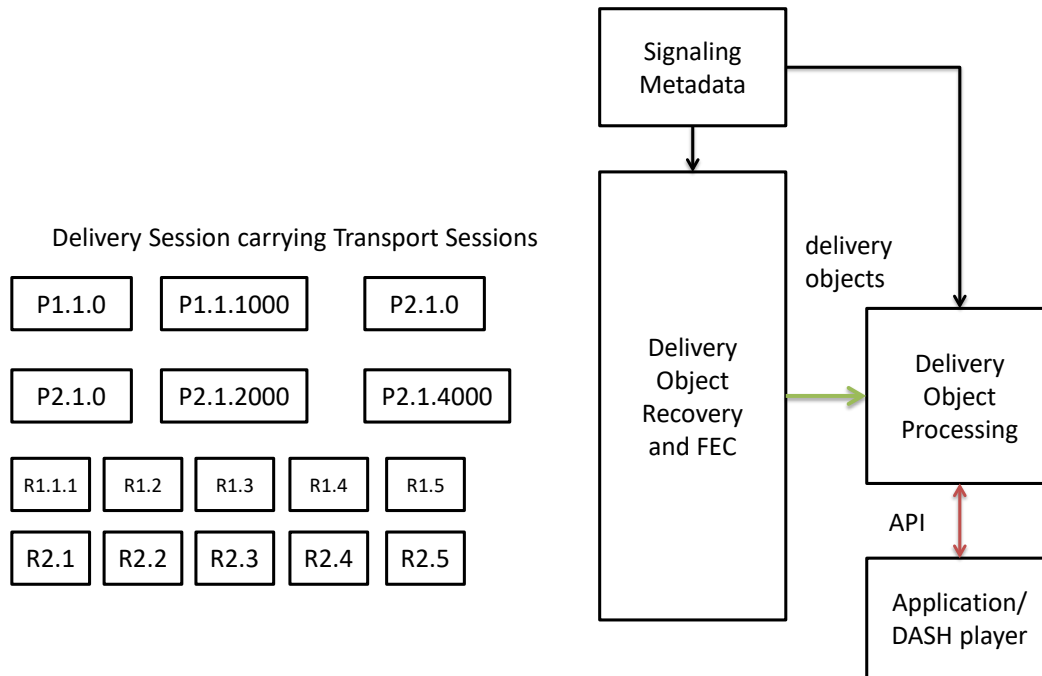 Signaling
Metadata
Delivery Session carrying Transport Sessions
P1.1.0
P1.1.1000
P2.1.0
P2.1.0
P2.1.2000
P2.1.4000
R1.1.1
R1.2
R1.3
R1.4
R1.5
R2.1
R2.2
R2.3
R2.4
R2.5
Delivery
Object
Recovery
and FEC
delivery
objects
Delivery
Object
Processing
API
Application/
DASH player